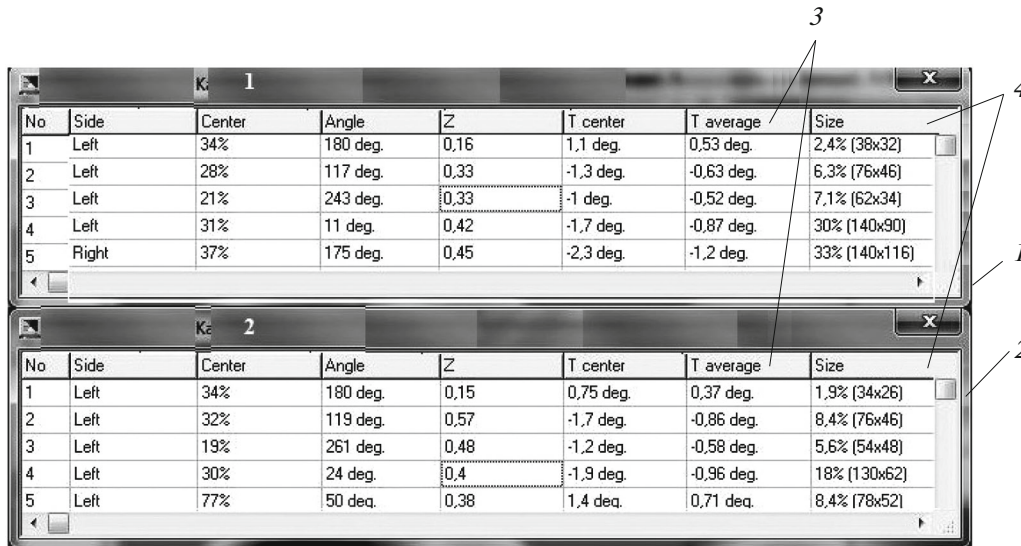 3
Ka 1
4
No Side Center Angle Z T center T average Size
1 Left 34% 180 deg. 0,16 1,1 deg. 0,53 deg. 2,4% (38x32)
2 Left 28% 117 deg. 0,33 -1,3 deg. -0,63 deg. 6,3% (76x46)
3 Left 21% 243 deg. 0,33 -1 deg. -0,52 deg. 7,1% (62x34)
4 Left 31% 11 deg. 0,42 -1,7 deg. -0,87 deg. 30% (140x90)
5 Right 37% 175 deg. 0,45 -2,3 deg. -1,2 deg. 33% (140x116)
1
Ka 2
2
No Side Center Angle Z T center T average Size
1 Left 34% 180 deg. 0,15 0,75 deg. 0,37 deg. 1,9% (34x26)
2 Left 32% 119 deg. 0,57 -1,7 deg. -0,86 deg. 8,4% (76x46)
3 Left 19% 261 deg. 0,48 -1,2 deg. -0,58 deg. 5,6% (54x48)
4 Left 30% 24 deg. 0,4 -1,9 deg. -0,96 deg. 18% (130x62)
5 Left 77% 50 deg. 0,38 1,4 deg. 0,71 deg. 8,4% (78x52)